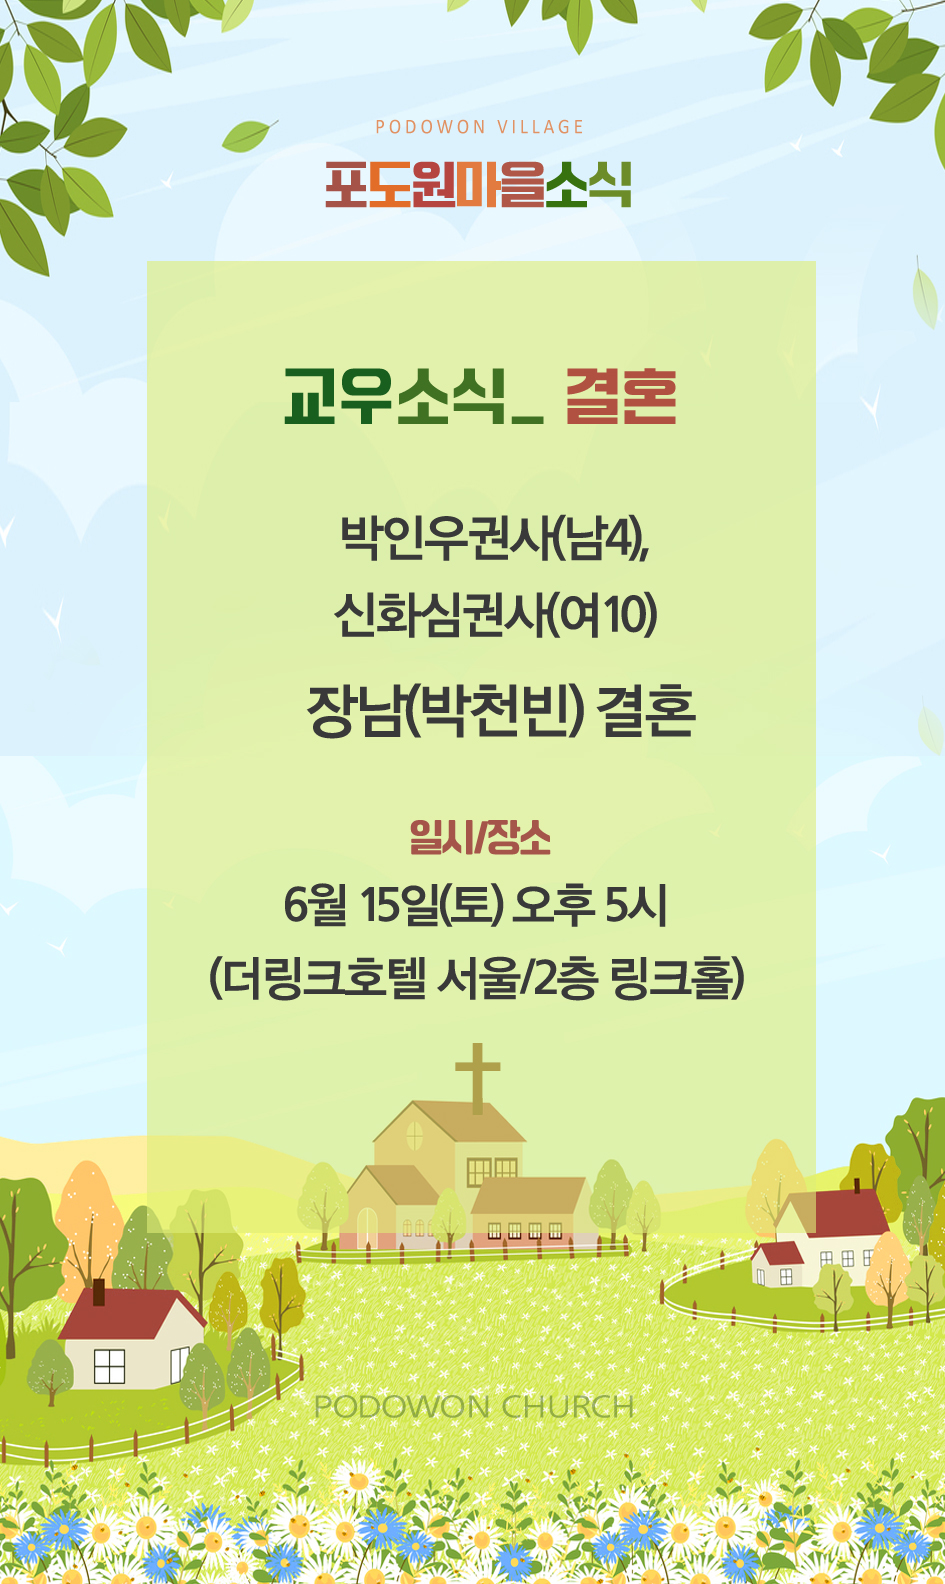 PODOWON VILLAGE
포도원마을소식
교우소식_ 결혼
박인우권사(남4),
신화심권사(여10)
장남(박천빈) 결혼
일시/장소
6월 15일(토) 오후 5시
(더링크호텔 서울/2층 링크홀)
PODOWON CHURCH